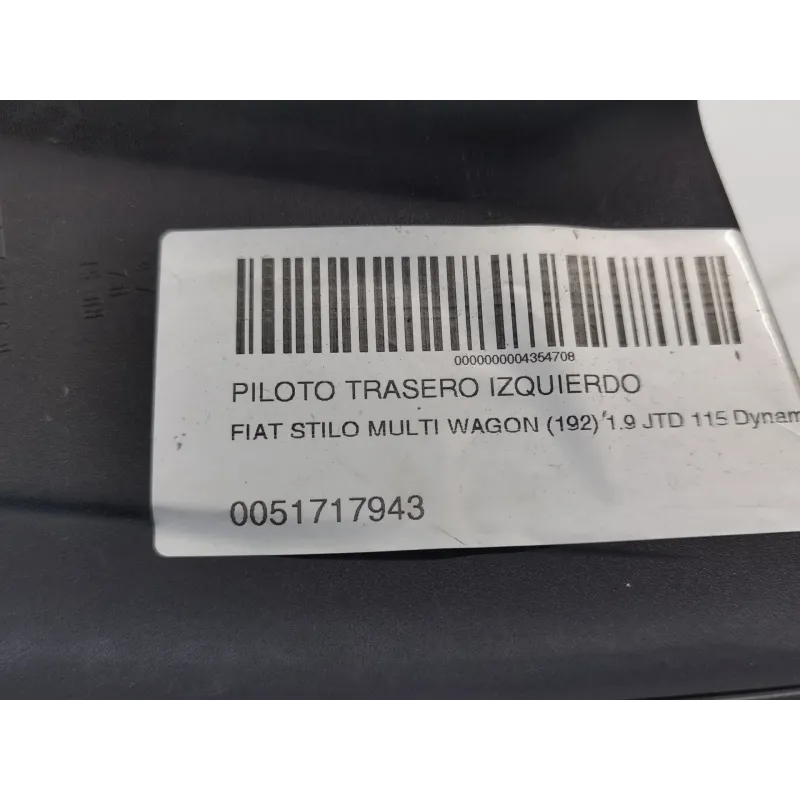 0000000004354708
PILOTO TRASERO IZQUIERDO
FIAT STILO MULTI WAGON (192) 1.9 JTD 115 Dynam
0051717943